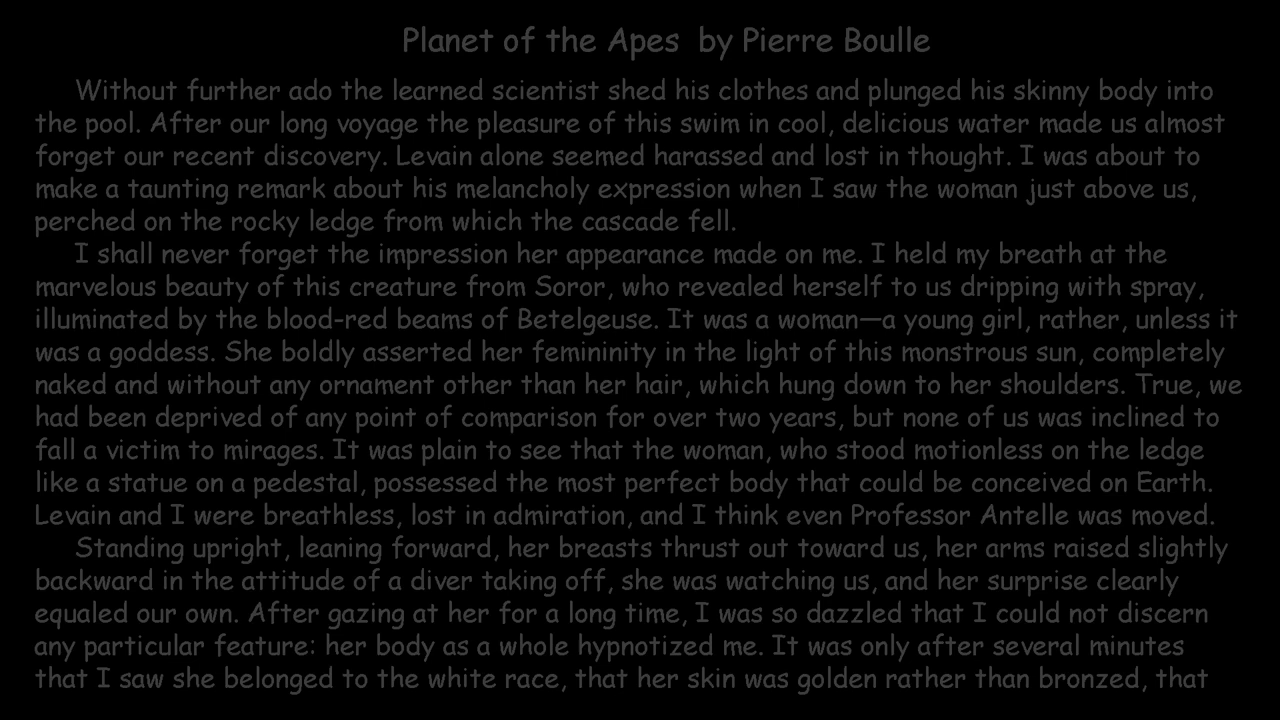 Planet of the Apes  by Pierre Boulle
Without further ado the learned scientist shed his clothes and plunged his skinny body into
the pool. After our long voyage the pleasure of this swim in cool, delicious water made us almost
forget our recent discovery. Levain alone seemed harassed and lost in thought. I was about to
make a taunting remark about his melancholy expression when I saw the woman just above us,
perched on the rocky ledge from which the cascade fell.
I shall never forget the impression her appearance made on me. I held my breath at the
marvelous beauty of this creature from Soror, who revealed herself to us dripping with spray,
illuminated by the blood-red beams of Betelgeuse. It was a woman—a young girl, rather, unless it
was a goddess. She boldly asserted her femininity in the light of this monstrous sun, completely
naked and without any ornament other than her hair, which hung down to her shoulders. True, we
had been deprived of any point of comparison for over two years, but none of us was inclined to
fall a victim to mirages. It was plain to see that the woman, who stood motionless on the ledge
like a statue on a pedestal, possessed the most perfect body that could be conceived on Earth.
Levain and I were breathless, lost in admiration, and I think even Professor Antelle was moved.
Standing upright, leaning forward, her breasts thrust out toward us, her arms raised slightly
backward in the attitude of a diver taking off, she was watching us, and her surprise clearly
equaled our own. After gazing at her for a long time, I was so dazzled that I could not discern
any particular feature: her body as a whole hypnotized me. It was only after several minutes
that I saw she belonged to the white race, that her skin was golden rather than bronzed, that